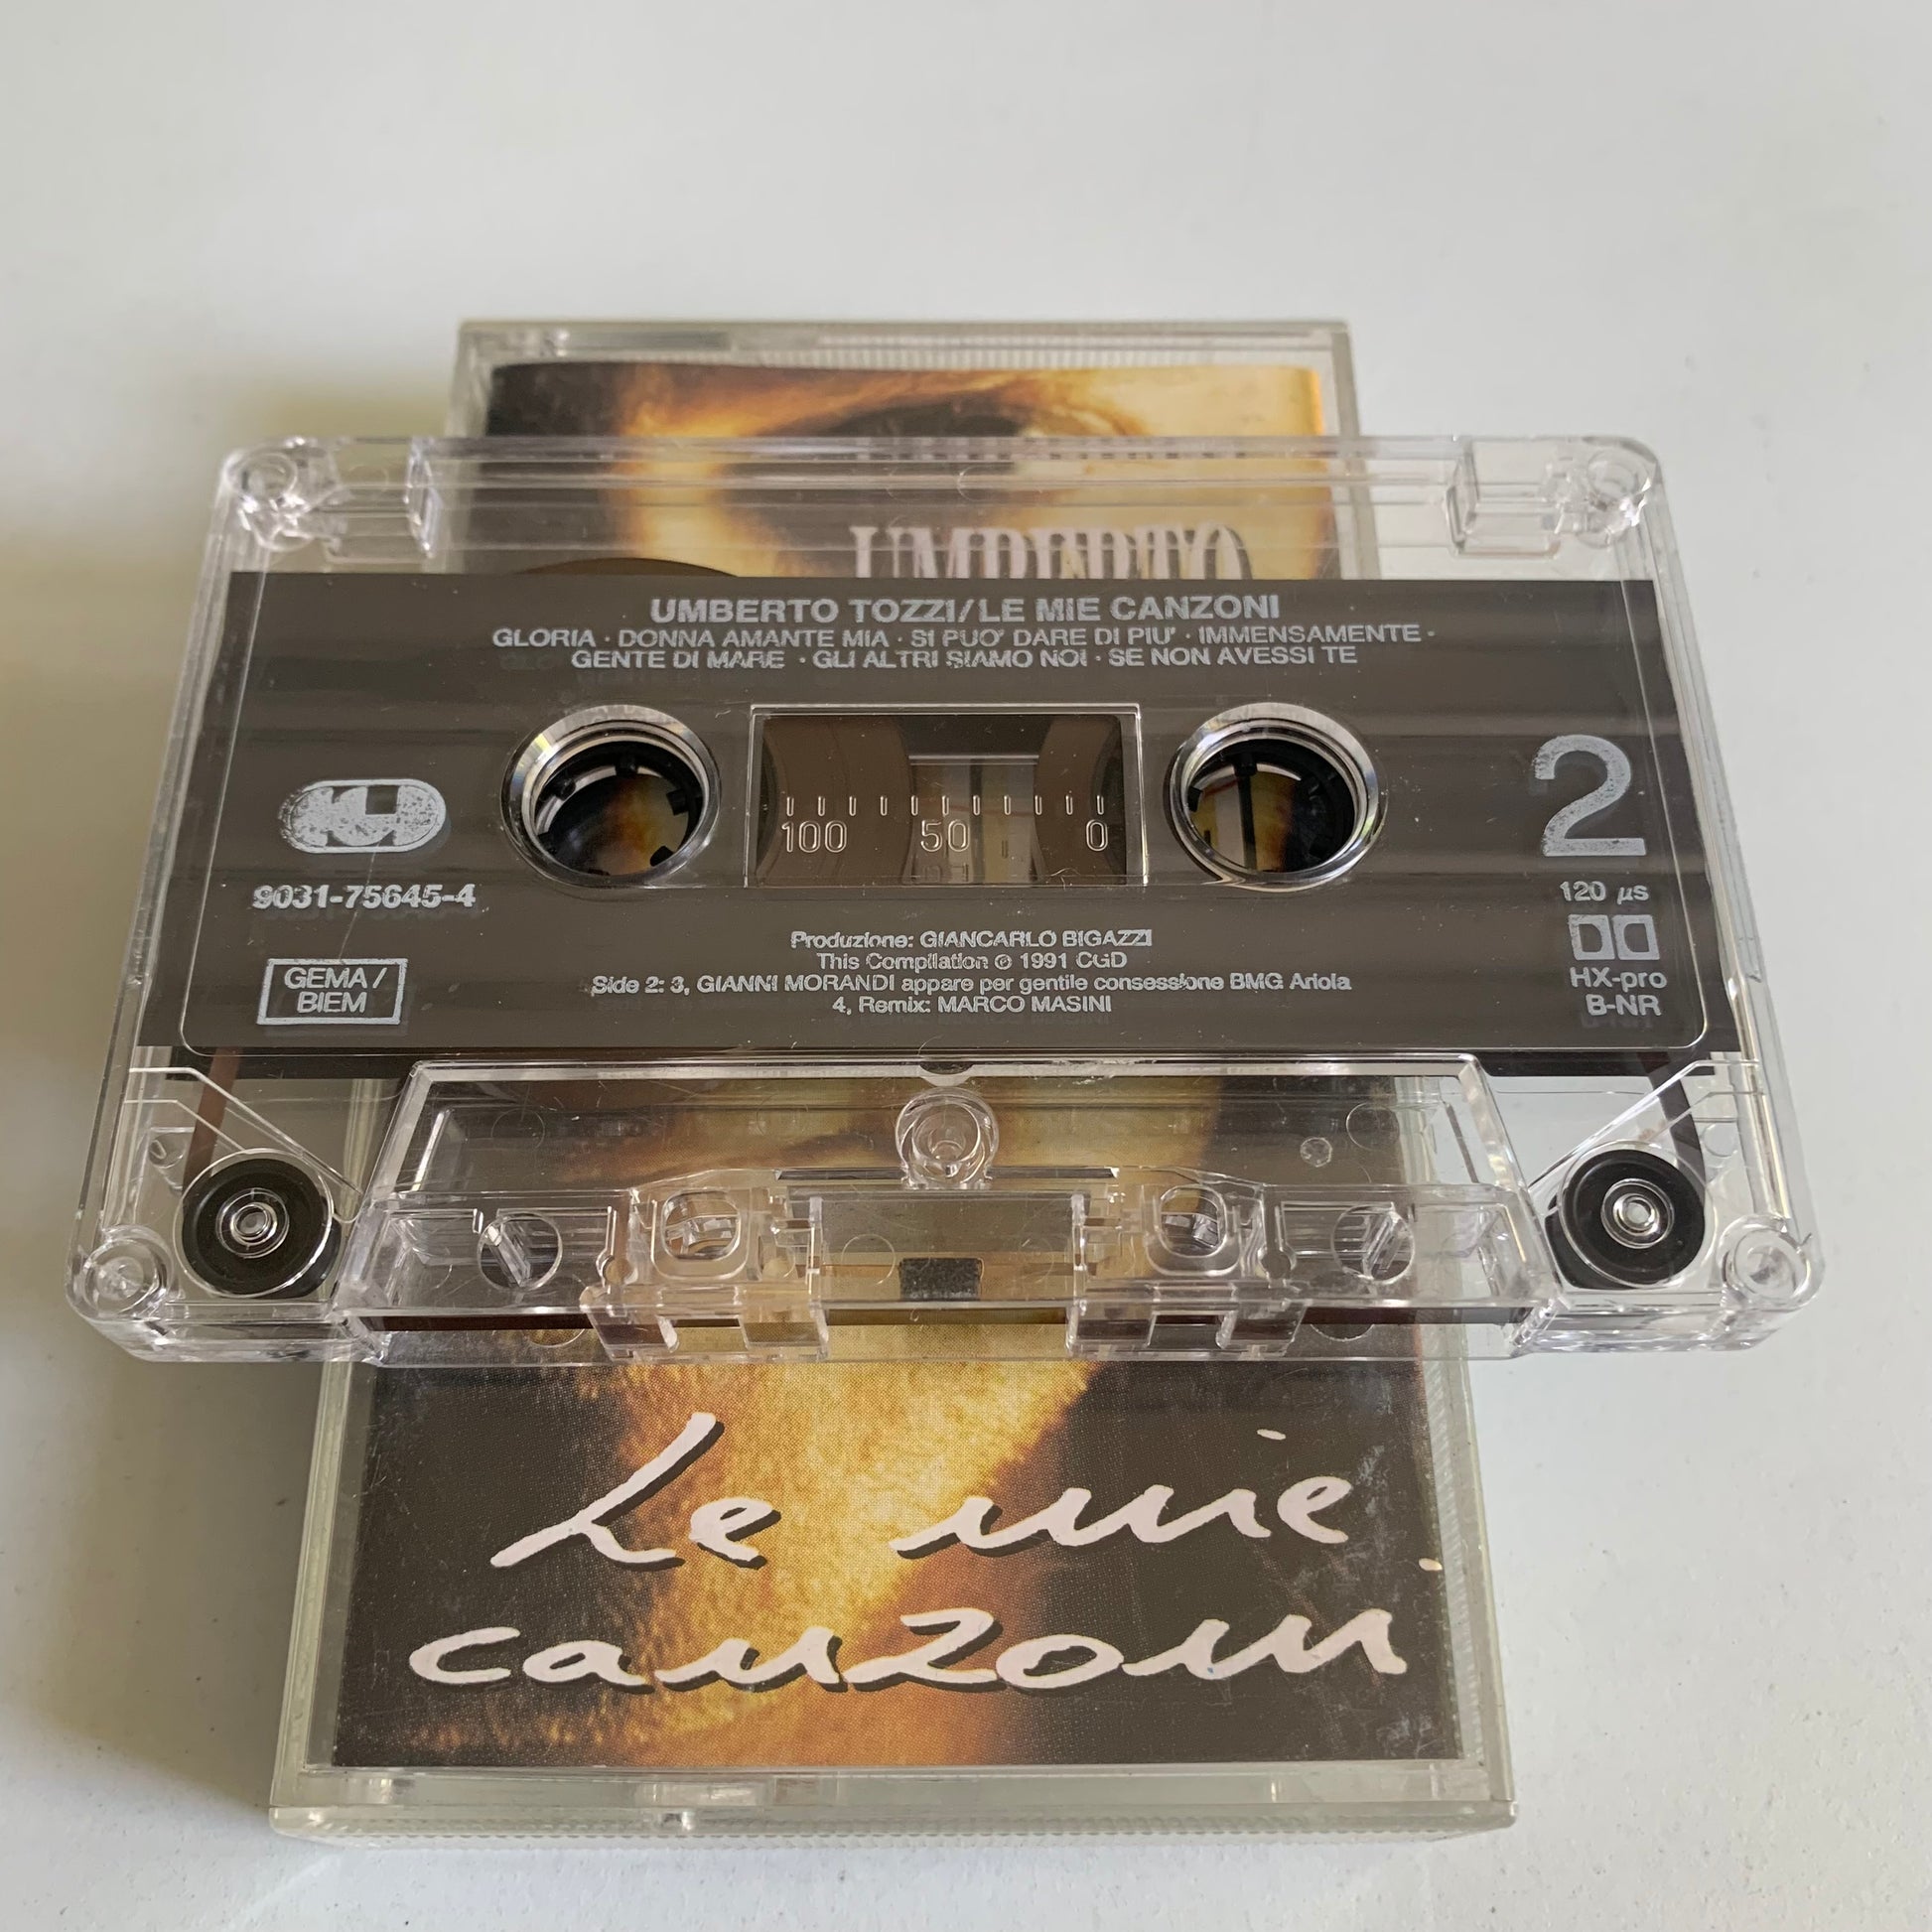 UMBERTO
UMBERTO TOZZI/LE MIE CANZONI
GLORIA · DONNA AMANTE MIA · SI PUO' DARE DI PIU' · IMMENSAMENTE ·
GENTE DI MARE · GLI ALTRI SIAMO NOI · SE NON AVESSI TE
100 50 0
2
9031-75645-4
120 µs
GEMA/
BIEM
HX-pro
B-NR
Produzione: GIANCARLO BIGAZZI
This Compilation ℗ 1991 CGD
Side 2: 3, GIANNI MORANDI appare per gentile consessione BMG Ariola
4, Remix: MARCO MASINI
Le mie
canzoni